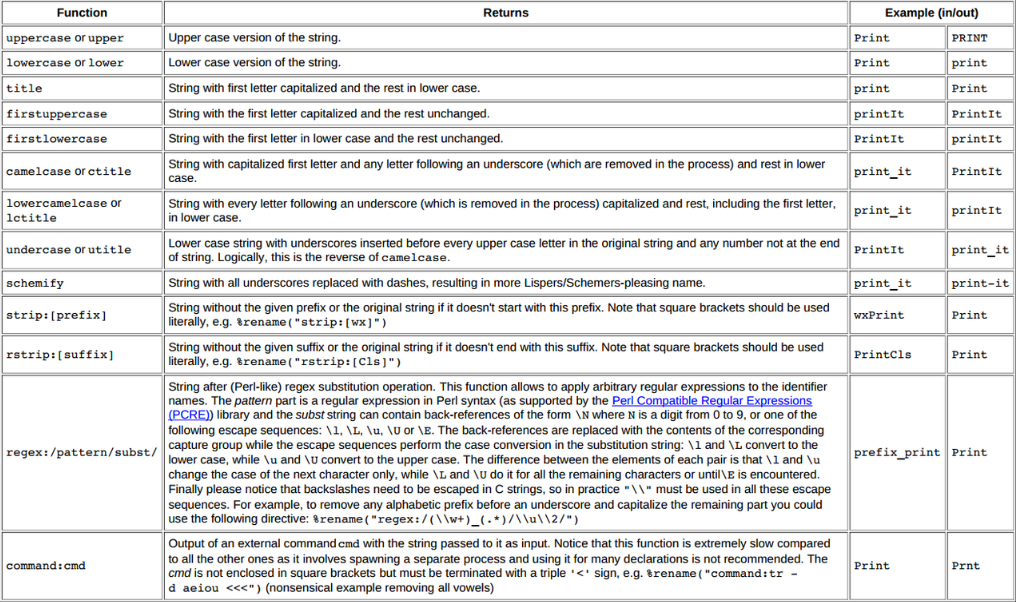 Function Returns Example (in/out)
uppercase or upper Upper case version of the string. Print PRINT
lowercase or lower Lower case version of the string. Print print
title String with first letter capitalized and the rest in lower case. print Print
firstuppercase String with the first letter capitalized and the rest unchanged. printIt PrintIt
firstlowercase String with the first letter in lower case and the rest unchanged. PrintIt printIt
camelcase or ctitle String with capitalized first letter and any letter following an underscore (which are removed in the process) and rest in lower
case. print_it PrintIt
lowercamelcase or
lctitle String with every letter following an underscore (which is removed in the process) capitalized and rest, including the first letter,
in lower case. print_it printIt
undercase or utitle Lower case string with underscores inserted before every upper case letter in the original string and any number not at the end
of string. Logically, this is the reverse of camelcase. PrintIt print_it
schemify String with all underscores replaced with dashes, resulting in more Lispers/Schemers-pleasing name. print_it print-it
strip:[prefix] String without the given prefix or the original string if it doesn't start with this prefix. Note that square brackets should be used
literally, e.g. %rename("strip:[wx]") wxPrint Print
rstrip:[suffix] String without the given suffix or the original string if it doesn't end with this suffix. Note that square brackets should be used
literally, e.g. %rename("rstrip:[Cls]") PrintCls Print
regex:/pattern/subst/ String after (Perl-like) regex substitution operation. This function allows to apply arbitrary regular expressions to the identifier
names. The pattern part is a regular expression in Perl syntax (as supported by the Perl Compatible Regular Expressions
(PCRE)) library and the subst string can contain back-references of the form \N where N is a digit from 0 to 9, or one of the
following escape sequences: \l, \L, \u, \U or \E. The back-references are replaced with the contents of the corresponding
capture group while the escape sequences perform the case conversion in the substitution string: \l and \L convert to the
lower case, while \u and \U convert to the upper case. The difference between the elements of each pair is that \l and \u
change the case of the next character only, while \L and \U do it for all the remaining characters or until\E is encountered.
Finally please notice that backslashes need to be escaped in C strings, so in practice "\\" must be used in all these escape
sequences. For example, to remove any alphabetic prefix before an underscore and capitalize the remaining part you could
use the following directive: %rename("regex:/(\\w+)_(.*)/\\u\\2/") prefix_print Print
command:cmd Output of an external command cmd with the string passed to it as input. Notice that this function is extremely slow compared
to all the other ones as it involves spawning a separate process and using it for many declarations is not recommended. The
cmd is not enclosed in square brackets but must be terminated with a triple '<' sign, e.g. %rename("command:tr -
d aeiou <<<") (nonsensical example removing all vowels) Print Prnt